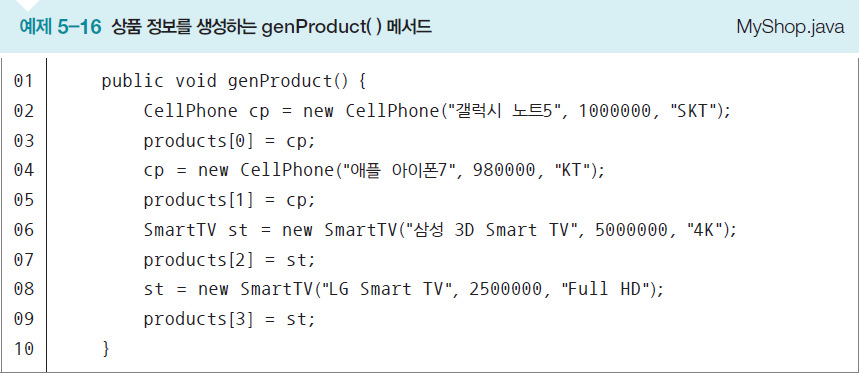 예제 5-16 상품 정보를 생성하는 genProduct( ) 메서드 MyShop.java
01 public void genProduct() {
02 CellPhone cp = new CellPhone("갤럭시 노트5", 1000000, "SKT");
03 products[0] = cp;
04 cp = new CellPhone("애플 아이폰7", 980000, "KT");
05 products[1] = cp;
06 SmartTV st = new SmartTV("삼성 3D Smart TV", 5000000, "4K");
07 products[2] = st;
08 st = new SmartTV("LG Smart TV", 2500000, "Full HD");
09 products[3] = st;
10 }